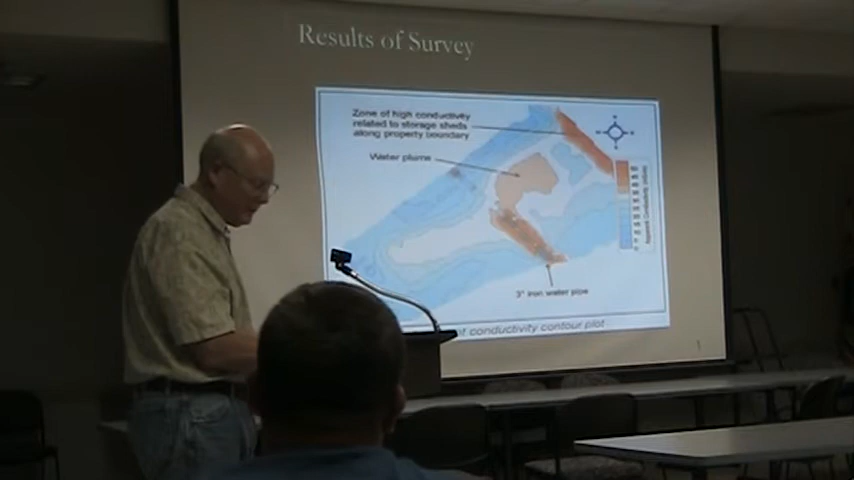 Results of Survey
Zone of high conductivity
related to storage sheds
along property boundary
Water plume
3" iron water pipe
conductivity contour plot
1